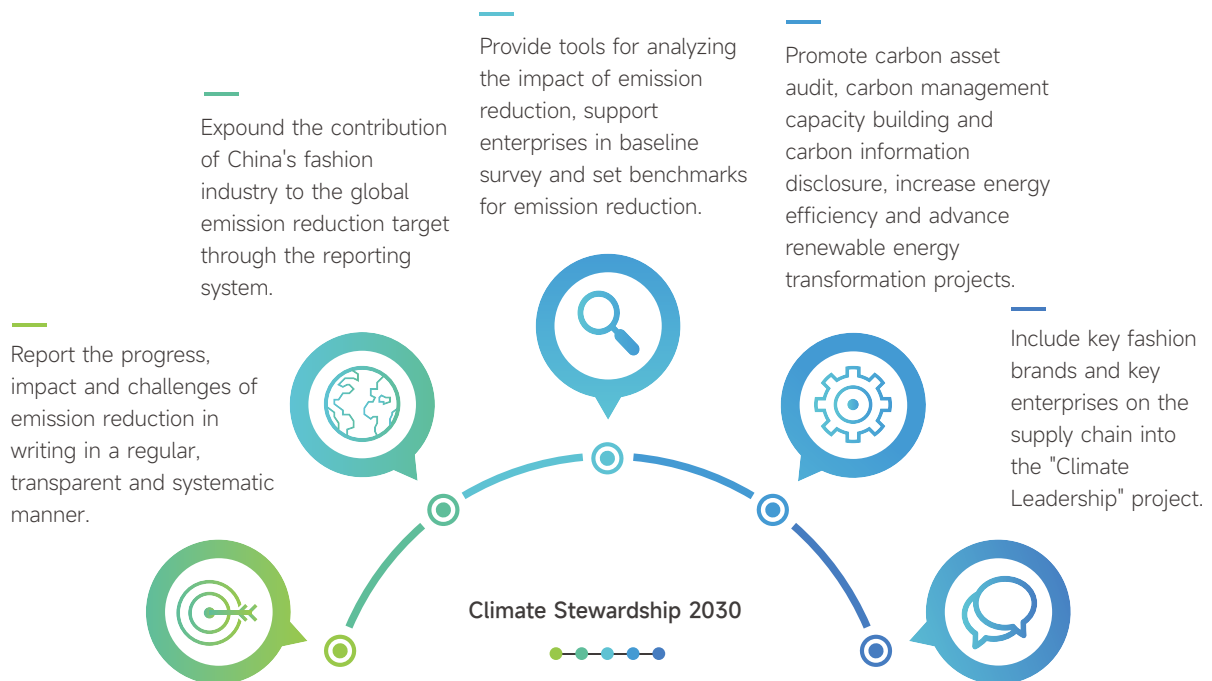 Report the progress,
impact and challenges of
emission reduction in
writing in a regular,
transparent and systematic
manner.
Expound the contribution
of China's fashion
industry to the global
emission reduction target
through the reporting
system.
Provide tools for analyzing
the impact of emission
reduction, support
enterprises in baseline
survey and set benchmarks
for emission reduction.
Promote carbon asset
audit, carbon management
capacity building and
carbon information
disclosure, increase energy
efficiency and advance
renewable energy
transformation projects.
Include key fashion
brands and key
enterprises on the
supply chain into
the "Climate
Leadership" project.
Climate Stewardship 2030